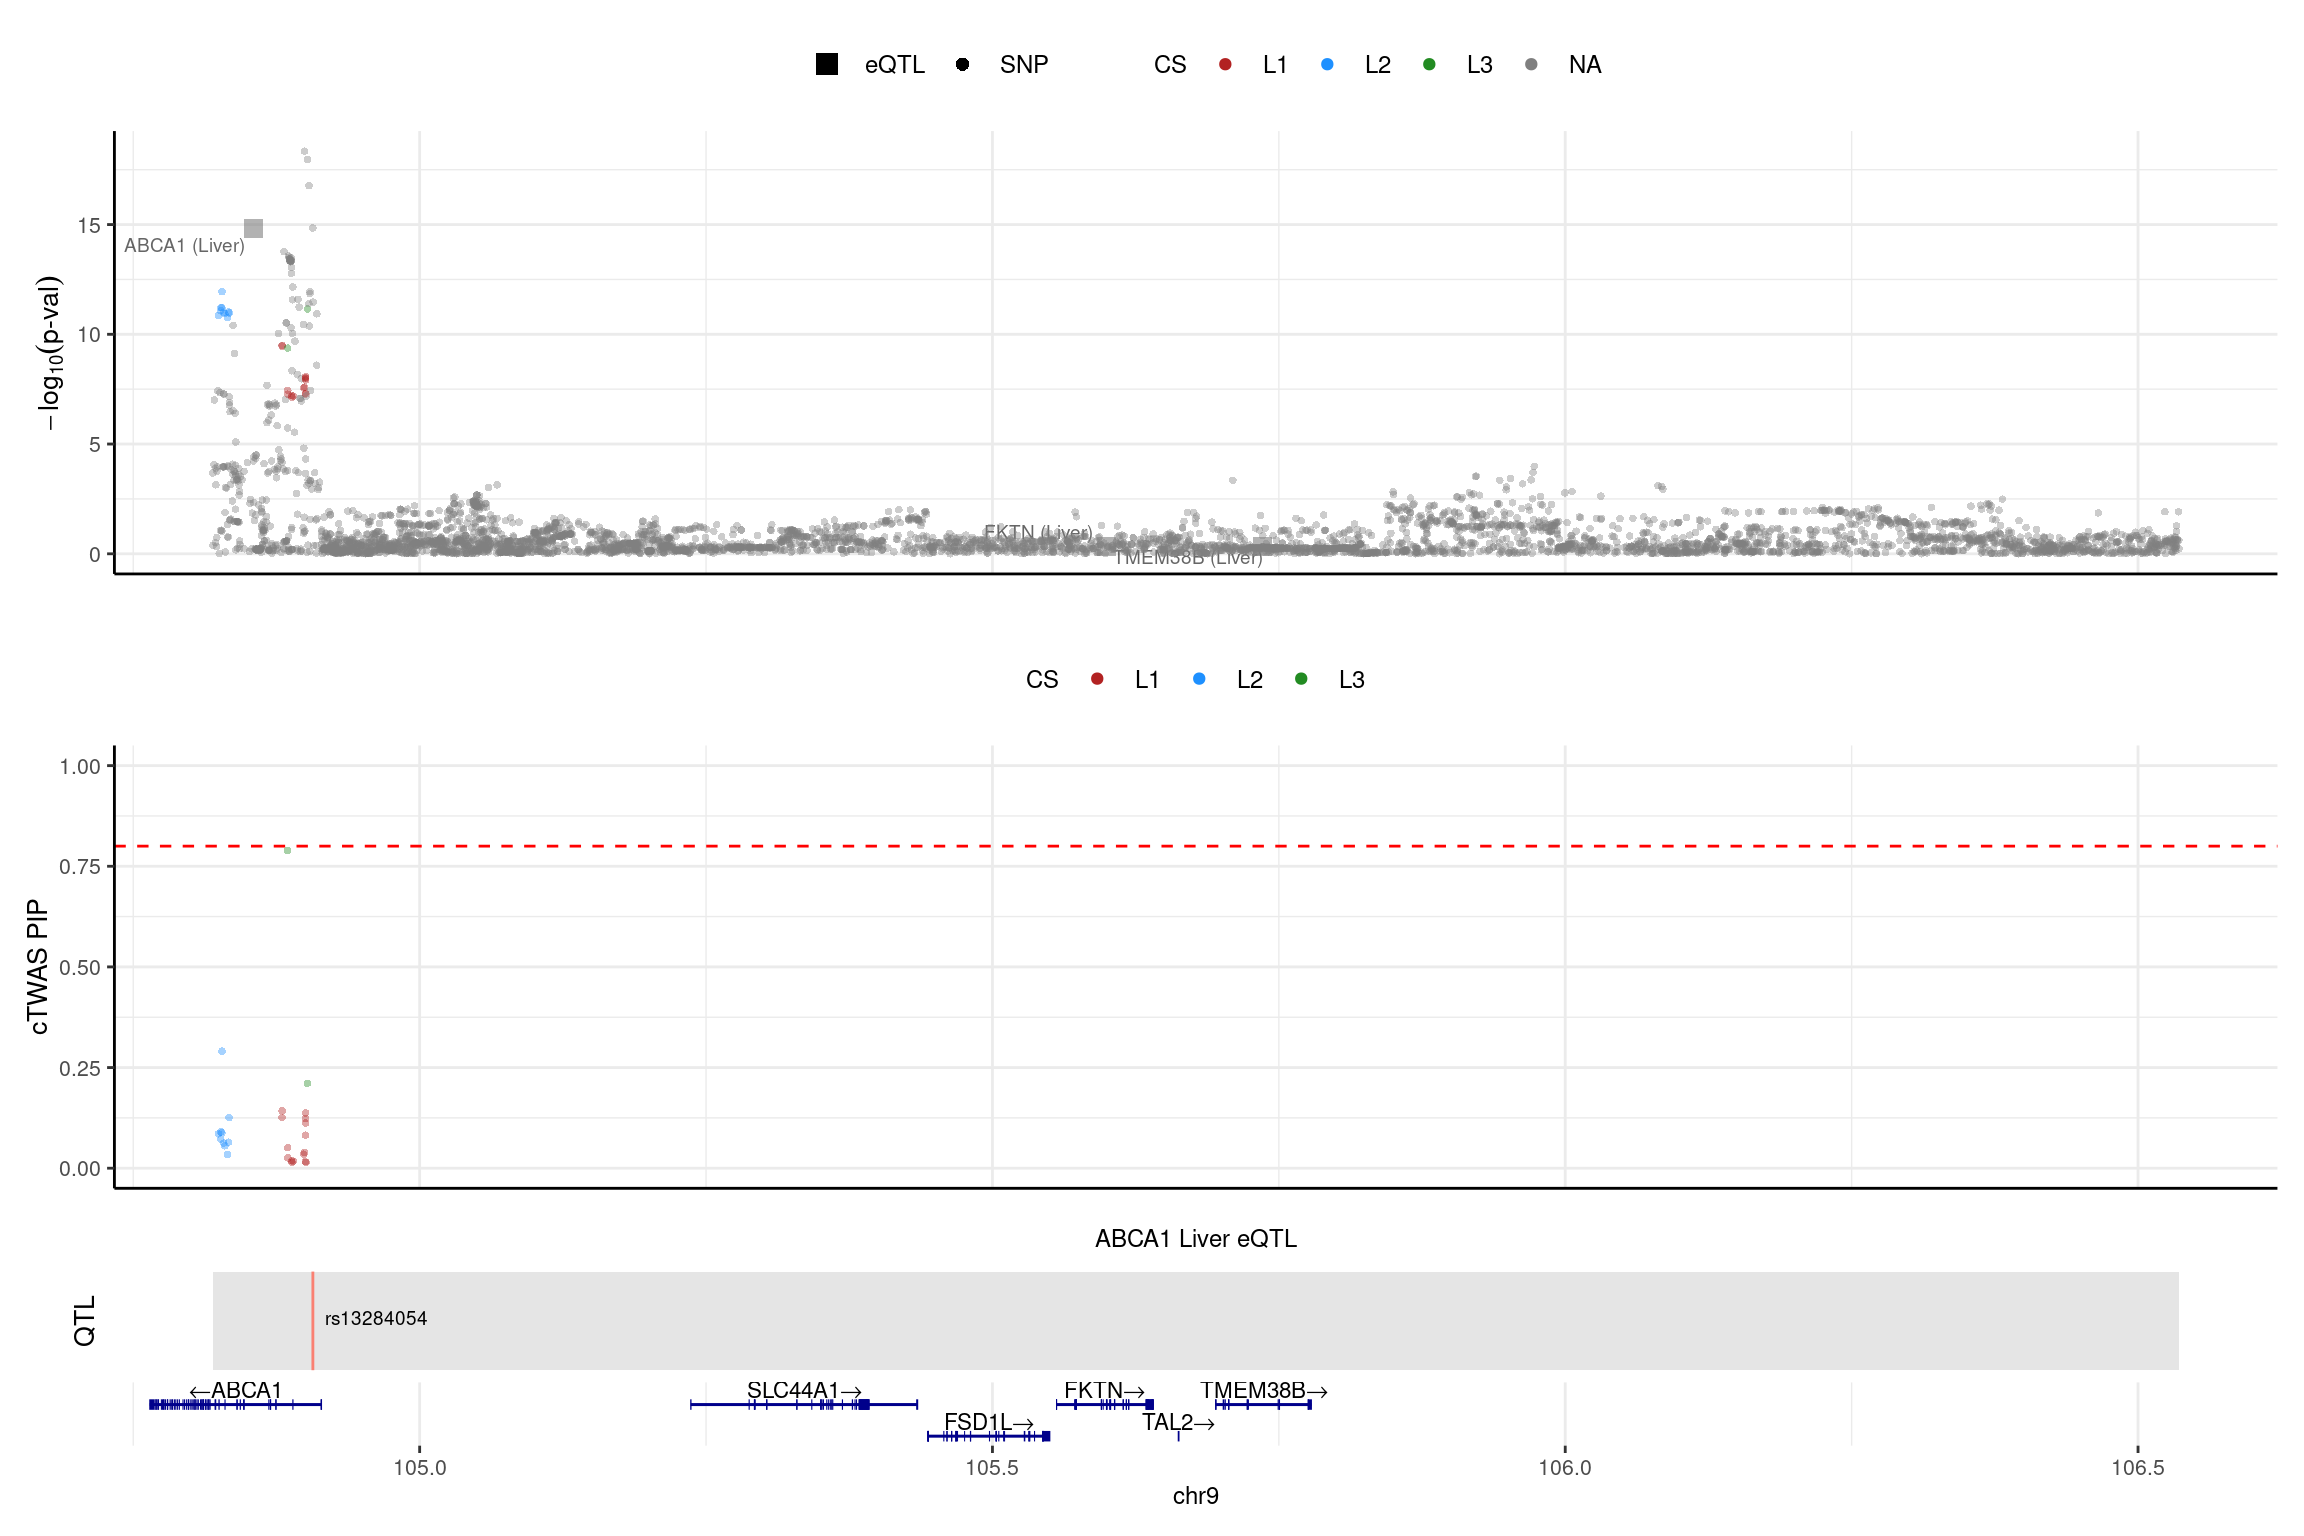 eQTL SNP CS L1 L2 L3 NA
−log10(p-val)
15
10
5
0
ABCA1 (Liver)
FKTN (Liver)
TMEM38B (Liver)
CS L1 L2 L3
cTWAS PIP
1.00
0.75
0.50
0.25
0.00
ABCA1 Liver eQTL
QTL
rs13284054
←ABCA1
SLC44A1→
FKTN→
TMEM38B→
FSD1L→
TAL2→
105.0 105.5 106.0 106.5
chr9